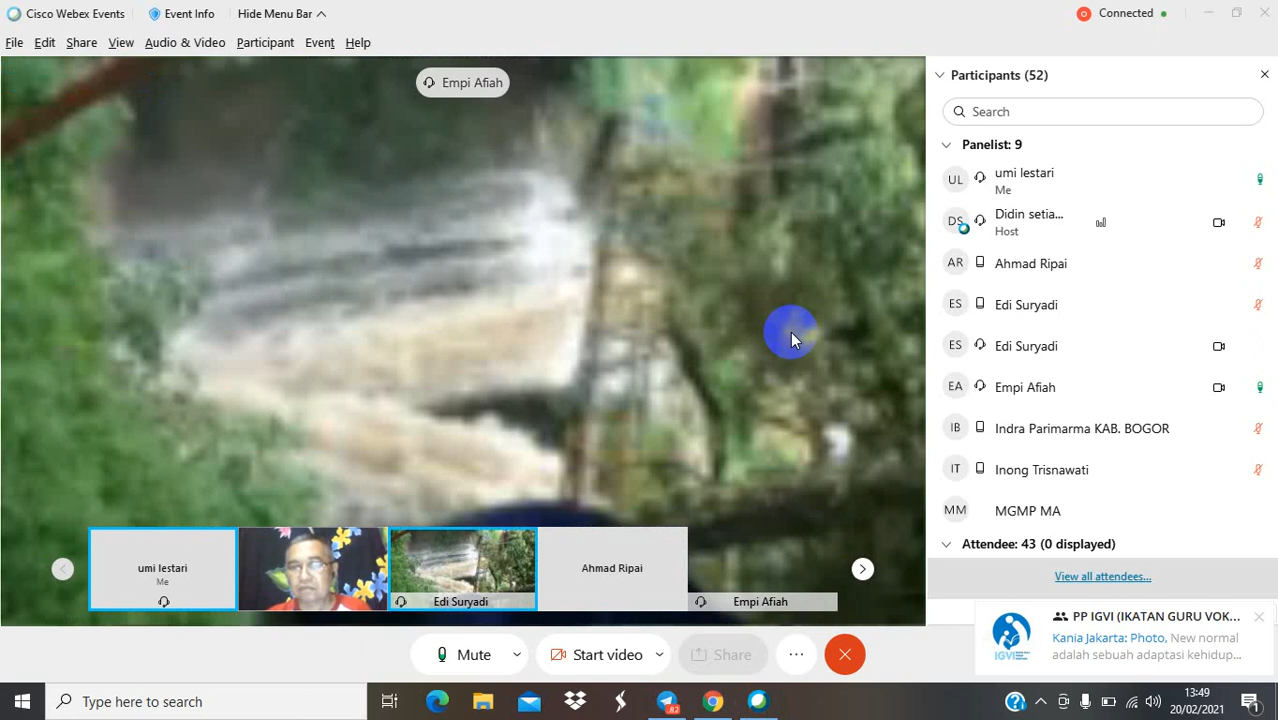 Cisco Webex Events
Event Info
Hide Menu Bar
Connected
File Edit Share View Audio & Video Participant Event Help
Empi Afiah
Participants (52)
Search
Panelist: 9
UL umi lestari
Me
DS Didin setia...
Host
AR Ahmad Ripai
ES Edi Suryadi
ES Edi Suryadi
EA Empi Afiah
IB Indra Parimarma KAB. BOGOR
IT Inong Trisnawati
MM MGMP MA
Attendee: 43 (0 displayed)
View all attendees...
umi lestari
Me
Edi Suryadi
Ahmad Ripai
Empi Afiah
PP IGVI (IKATAN GURU VOK...
Kania Jakarta: Photo, New normal
adalah sebuah adaptasi kehidup...
IGVI
Mute
Start video
Share
Type here to search
82
13:49
20/02/2021
1